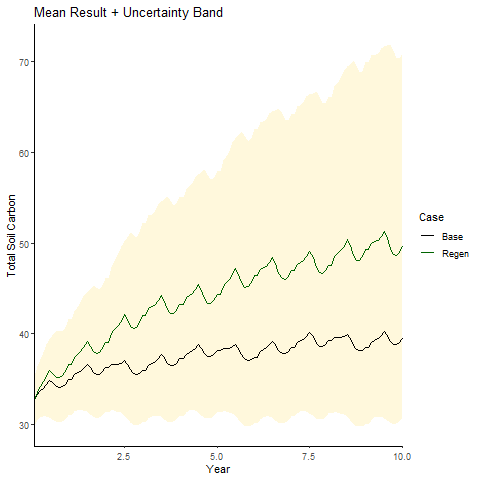 Mean Result + Uncertainty Band
Total Soil Carbon
70
60
50
40
30
2.5
5.0
7.5
10.0
Year
Case
Base
Regen